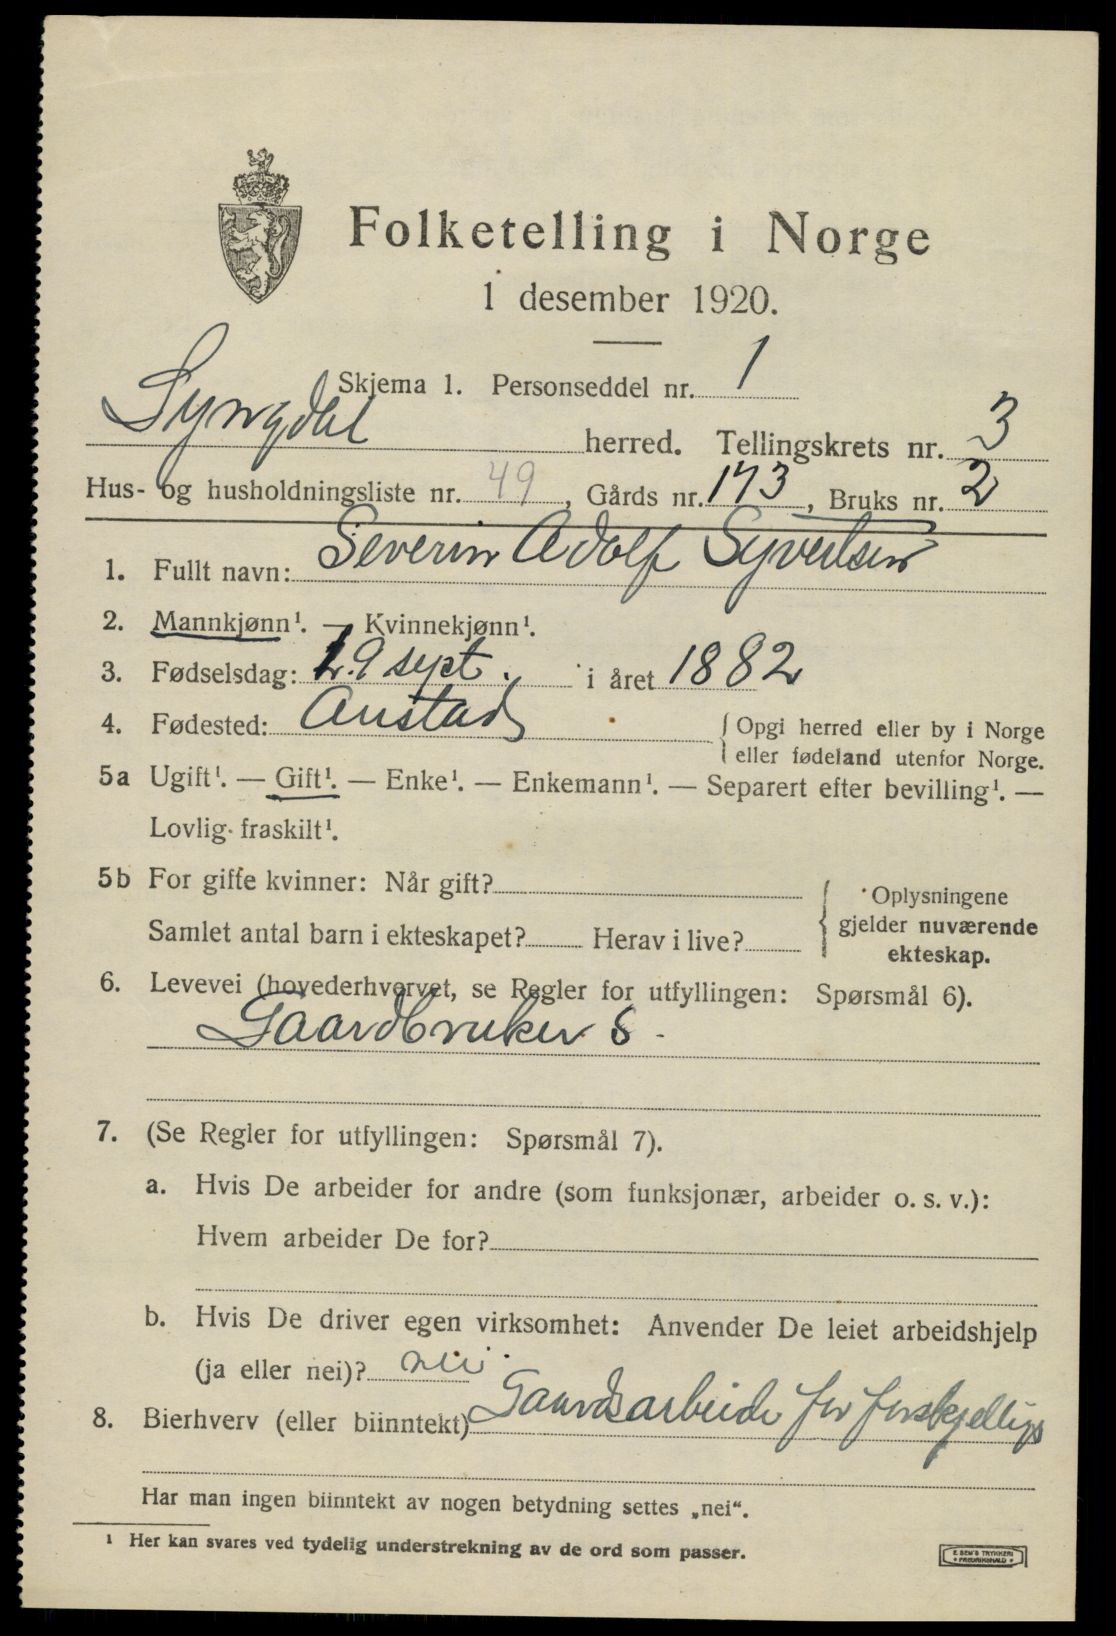 Folketelling i Norge
1 desember 1920.
Skjema 1. Personseddel nr. 1
Lyngdal herred. Tellingskrets nr. 3
Hus- og husholdningsliste nr. 49, Gårds nr. 173, Bruks nr. 2
1. Fullt navn: Severin Adolf Syvertsen
2. Mannkjønn¹. — Kvinnekjønn¹.
3. Fødselsdag: 19 sept. i året 1882
4. Fødested: Austad
{ Opgi herred eller by i Norge
eller fødeland utenfor Norge.
5a Ugift¹. — Gift¹. — Enke¹. — Enkemann¹. — Separert efter bevilling¹. —
Lovlig fraskilt¹.
5b For gifte kvinner: Når gift?
Samlet antal barn i ekteskapet? Herav i live?
{ Oplysningene
gjelder nuværende
ekteskap.
6. Levevei (hovederhvervet, se Regler for utfyllingen: Spørsmål 6).
Gaardbruker S -
7. (Se Regler for utfyllingen: Spørsmål 7).
a. Hvis De arbeider for andre (som funksjonær, arbeider o. s. v.):
Hvem arbeider De for?
b. Hvis De driver egen virksomhet: Anvender De leiet arbeidshjelp
(ja eller nei)? nei.
8. Bierhverv (eller biinntekt) Gaardsarbeide for forskjellige
Har man ingen biinntekt av nogen betydning settes „nei“.
¹ Her kan svares ved tydelig understrekning av de ord som passer.
E. SEM'S TRYKKERI
• FREDRIKSHALD •